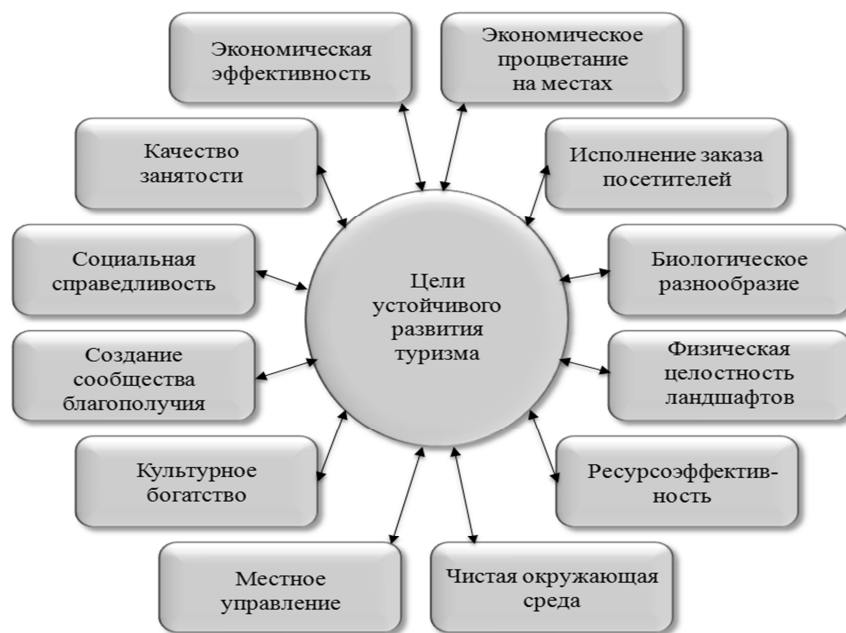 Экономическая
эффективность
Экономическое
процветание
на местах
Качество
занятости
Исполнение заказа
посетителей
Социальная
справедливость
Цели
устойчивого
развития
туризма
Биологическое
разнообразие
Создание
сообщества
благополучия
Физическая
целостность
ландшафтов
Культурное
богатство
Ресурсоэффектив-
ность
Местное
управление
Чистая окружающая
среда